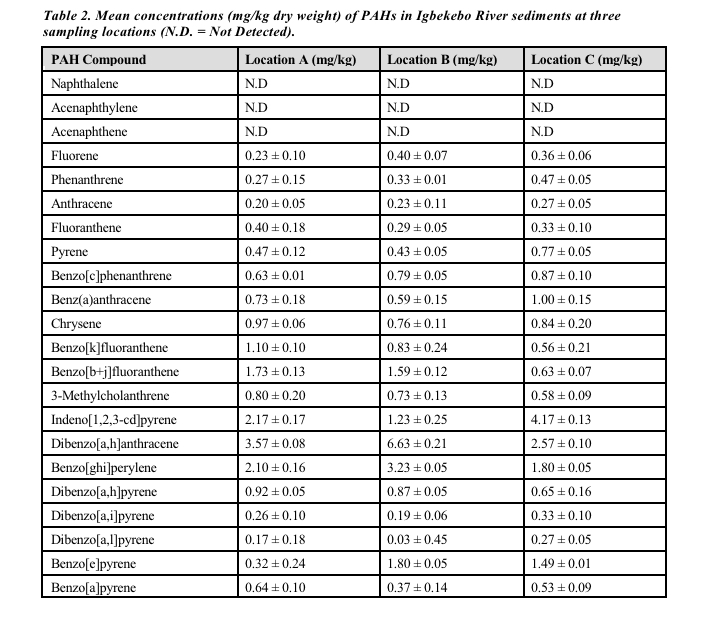 Table 2. Mean concentrations (mg/kg dry weight) of PAHs in Igbekebo River sediments at three
sampling locations (N.D. = Not Detected).
PAH Compound Location A (mg/kg) Location B (mg/kg) Location C (mg/kg)
Naphthalene N.D N.D N.D
Acenaphthylene N.D N.D N.D
Acenaphthene N.D N.D N.D
Fluorene 0.23 ± 0.10 0.40 ± 0.07 0.36 ± 0.06
Phenanthrene 0.27 ± 0.15 0.33 ± 0.01 0.47 ± 0.05
Anthracene 0.20 ± 0.05 0.23 ± 0.11 0.27 ± 0.05
Fluoranthene 0.40 ± 0.18 0.29 ± 0.05 0.33 ± 0.10
Pyrene 0.47 ± 0.12 0.43 ± 0.05 0.77 ± 0.05
Benzo[c]phenanthrene 0.63 ± 0.01 0.79 ± 0.05 0.87 ± 0.10
Benz(a)anthracene 0.73 ± 0.18 0.59 ± 0.15 1.00 ± 0.15
Chrysene 0.97 ± 0.06 0.76 ± 0.11 0.84 ± 0.20
Benzo[k]fluoranthene 1.10 ± 0.10 0.83 ± 0.24 0.56 ± 0.21
Benzo[b+j]fluoranthene 1.73 ± 0.13 1.59 ± 0.12 0.63 ± 0.07
3-Methylcholanthrene 0.80 ± 0.20 0.73 ± 0.13 0.58 ± 0.09
Indeno[1,2,3-cd]pyrene 2.17 ± 0.17 1.23 ± 0.25 4.17 ± 0.13
Dibenzo[a,h]anthracene 3.57 ± 0.08 6.63 ± 0.21 2.57 ± 0.10
Benzo[ghi]perylene 2.10 ± 0.16 3.23 ± 0.05 1.80 ± 0.05
Dibenzo[a,h]pyrene 0.92 ± 0.05 0.87 ± 0.05 0.65 ± 0.16
Dibenzo[a,i]pyrene 0.26 ± 0.10 0.19 ± 0.06 0.33 ± 0.10
Dibenzo[a,l]pyrene 0.17 ± 0.18 0.03 ± 0.45 0.27 ± 0.05
Benzo[e]pyrene 0.32 ± 0.24 1.80 ± 0.05 1.49 ± 0.01
Benzo[a]pyrene 0.64 ± 0.10 0.37 ± 0.14 0.53 ± 0.09